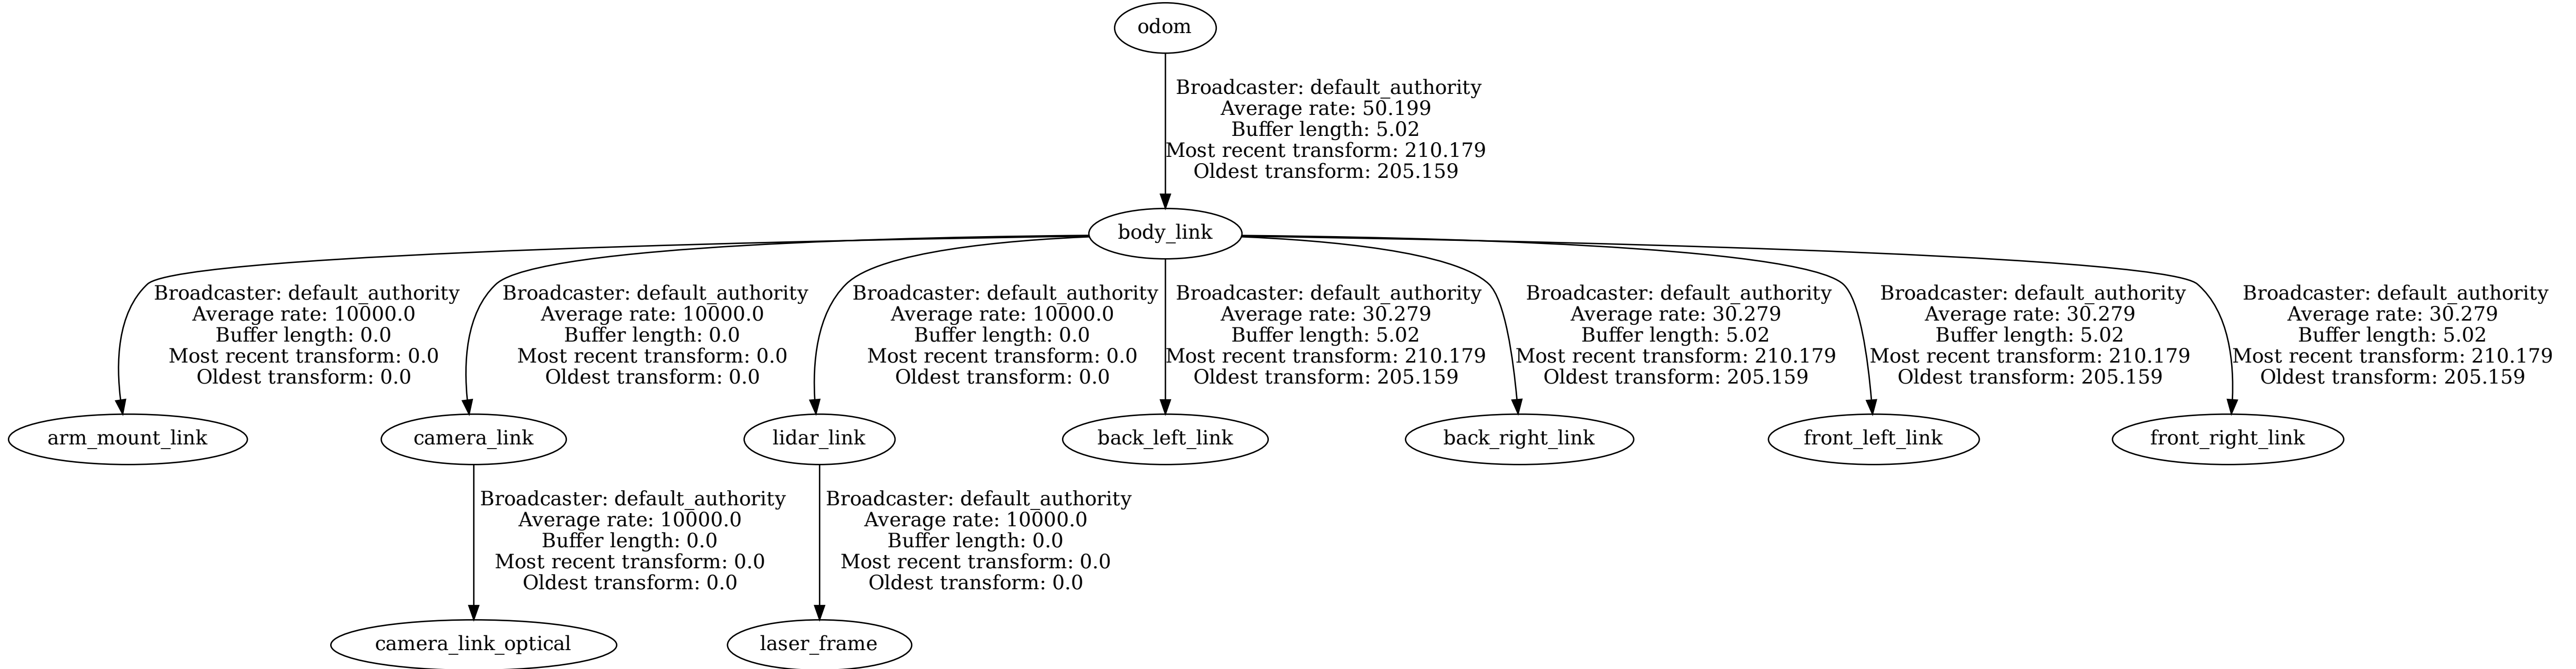 odom
Broadcaster: default_authority
Average rate: 50.199
Buffer length: 5.02
Most recent transform: 210.179
Oldest transform: 205.159
body_link
Broadcaster: default_authority
Average rate: 10000.0
Buffer length: 0.0
Most recent transform: 0.0
Oldest transform: 0.0
Broadcaster: default_authority
Average rate: 10000.0
Buffer length: 0.0
Most recent transform: 0.0
Oldest transform: 0.0
Broadcaster: default_authority
Average rate: 10000.0
Buffer length: 0.0
Most recent transform: 0.0
Oldest transform: 0.0
Broadcaster: default_authority
Average rate: 30.279
Buffer length: 5.02
Most recent transform: 210.179
Oldest transform: 205.159
Broadcaster: default_authority
Average rate: 30.279
Buffer length: 5.02
Most recent transform: 210.179
Oldest transform: 205.159
Broadcaster: default_authority
Average rate: 30.279
Buffer length: 5.02
Most recent transform: 210.179
Oldest transform: 205.159
Broadcaster: default_authority
Average rate: 30.279
Buffer length: 5.02
Most recent transform: 210.179
Oldest transform: 205.159
arm_mount_link
camera_link
lidar_link
back_left_link
back_right_link
front_left_link
front_right_link
Broadcaster: default_authority
Average rate: 10000.0
Buffer length: 0.0
Most recent transform: 0.0
Oldest transform: 0.0
Broadcaster: default_authority
Average rate: 10000.0
Buffer length: 0.0
Most recent transform: 0.0
Oldest transform: 0.0
camera_link_optical
laser_frame